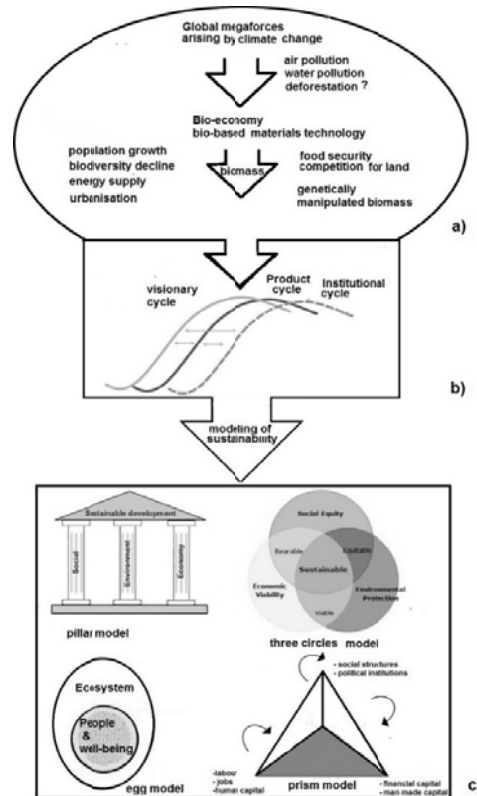 Global megaforces
arising by climate change
air pollution
water pollution
deforestation ?
Bio-economy
bio-based materials technology
population growth
biodiversity decline
energy supply
urbanisation
biomass
food security
competition for land
genetically
manipulated biomass
a)
visionary
cycle
Product
cycle
Institutional
cycle
b)
modeling of
sustainability
Sustainable development
Social
Environment
Economy
pillar model
Social Equity
Bearable
Equitable
Sustainable
Economic
Viability
Environmental
Protection
Viable
three circles model
Ecosystem
People
&
well-being
egg model
- social structures
- political institutions
-labour
- jobs
-human capital
prism model
- financial capital
- man made capital
c